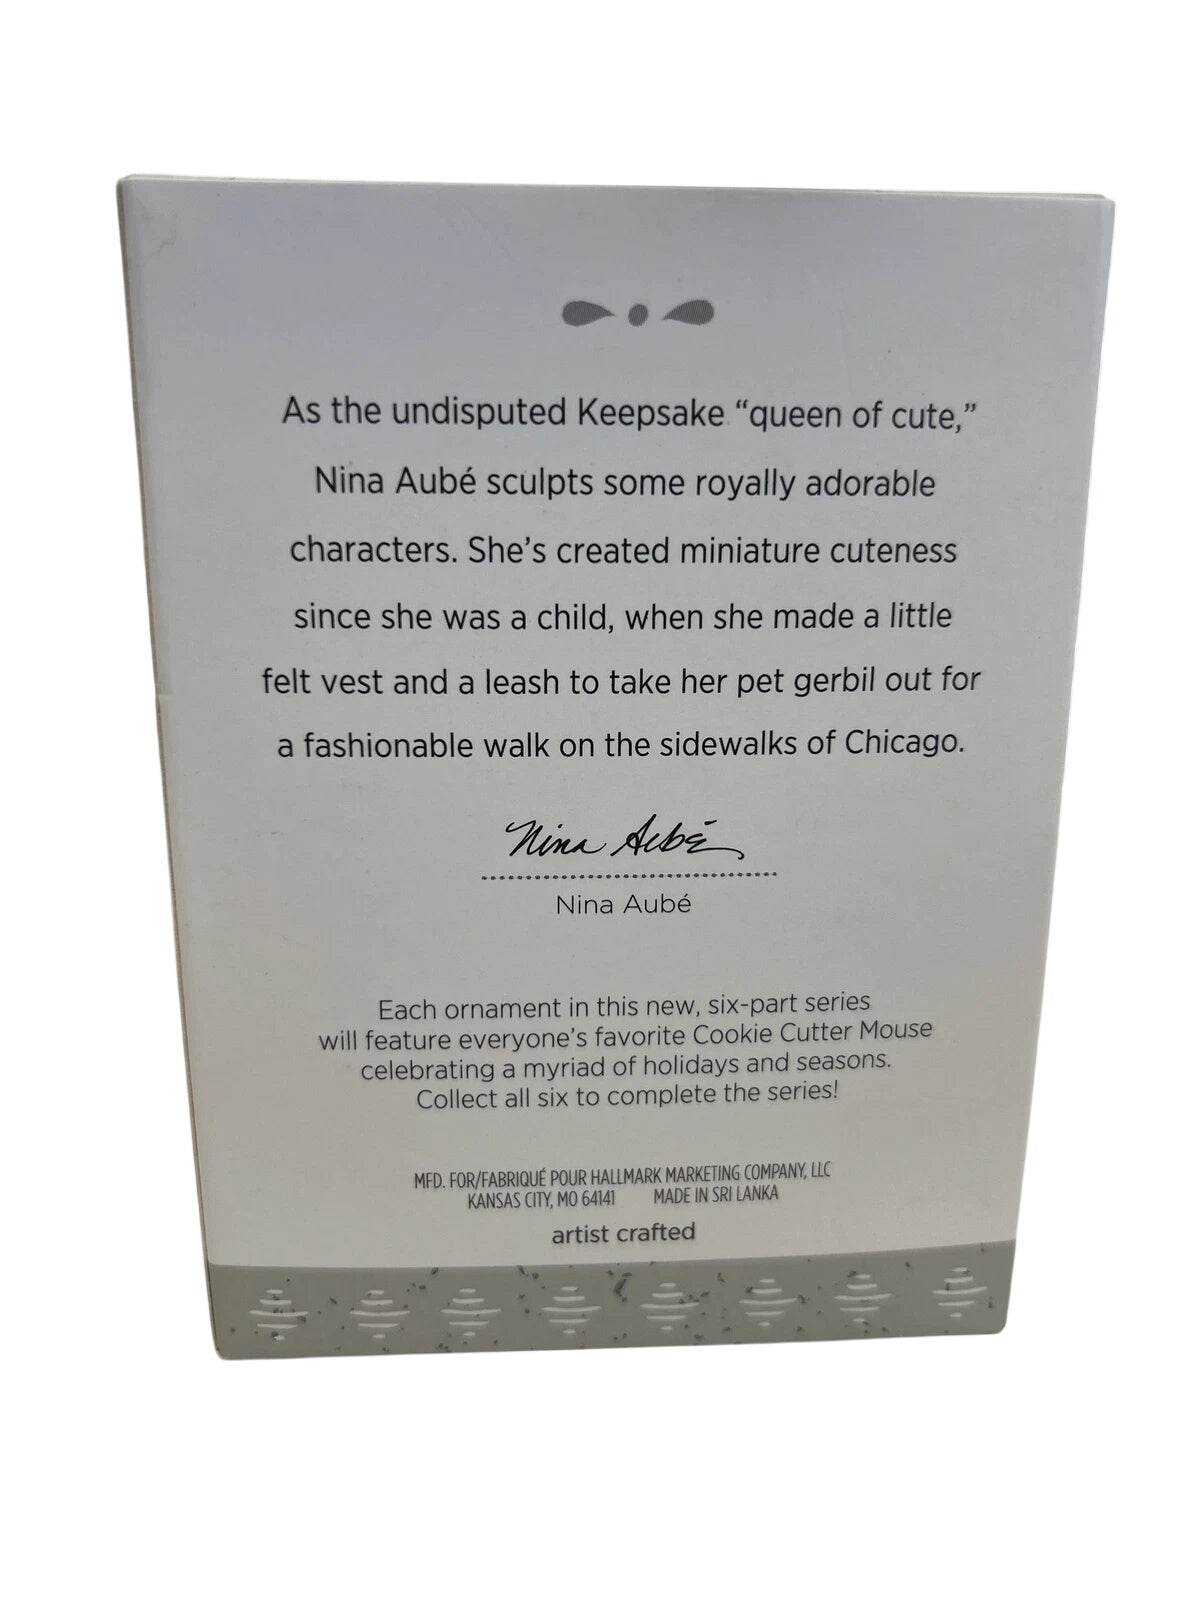 As the undisputed Keepsake “queen of cute,”
Nina Aubé sculpts some royally adorable
characters. She’s created miniature cuteness
since she was a child, when she made a little
felt vest and a leash to take her pet gerbil out for
a fashionable walk on the sidewalks of Chicago.
Nina Aubé
Nina Aubé
Each ornament in this new, six-part series
will feature everyone’s favorite Cookie Cutter Mouse
celebrating a myriad of holidays and seasons.
Collect all six to complete the series!
MFD. FOR/FABRIQUÉ POUR HALLMARK MARKETING COMPANY, LLC
KANSAS CITY, MO 64141 MADE IN SRI LANKA
artist crafted